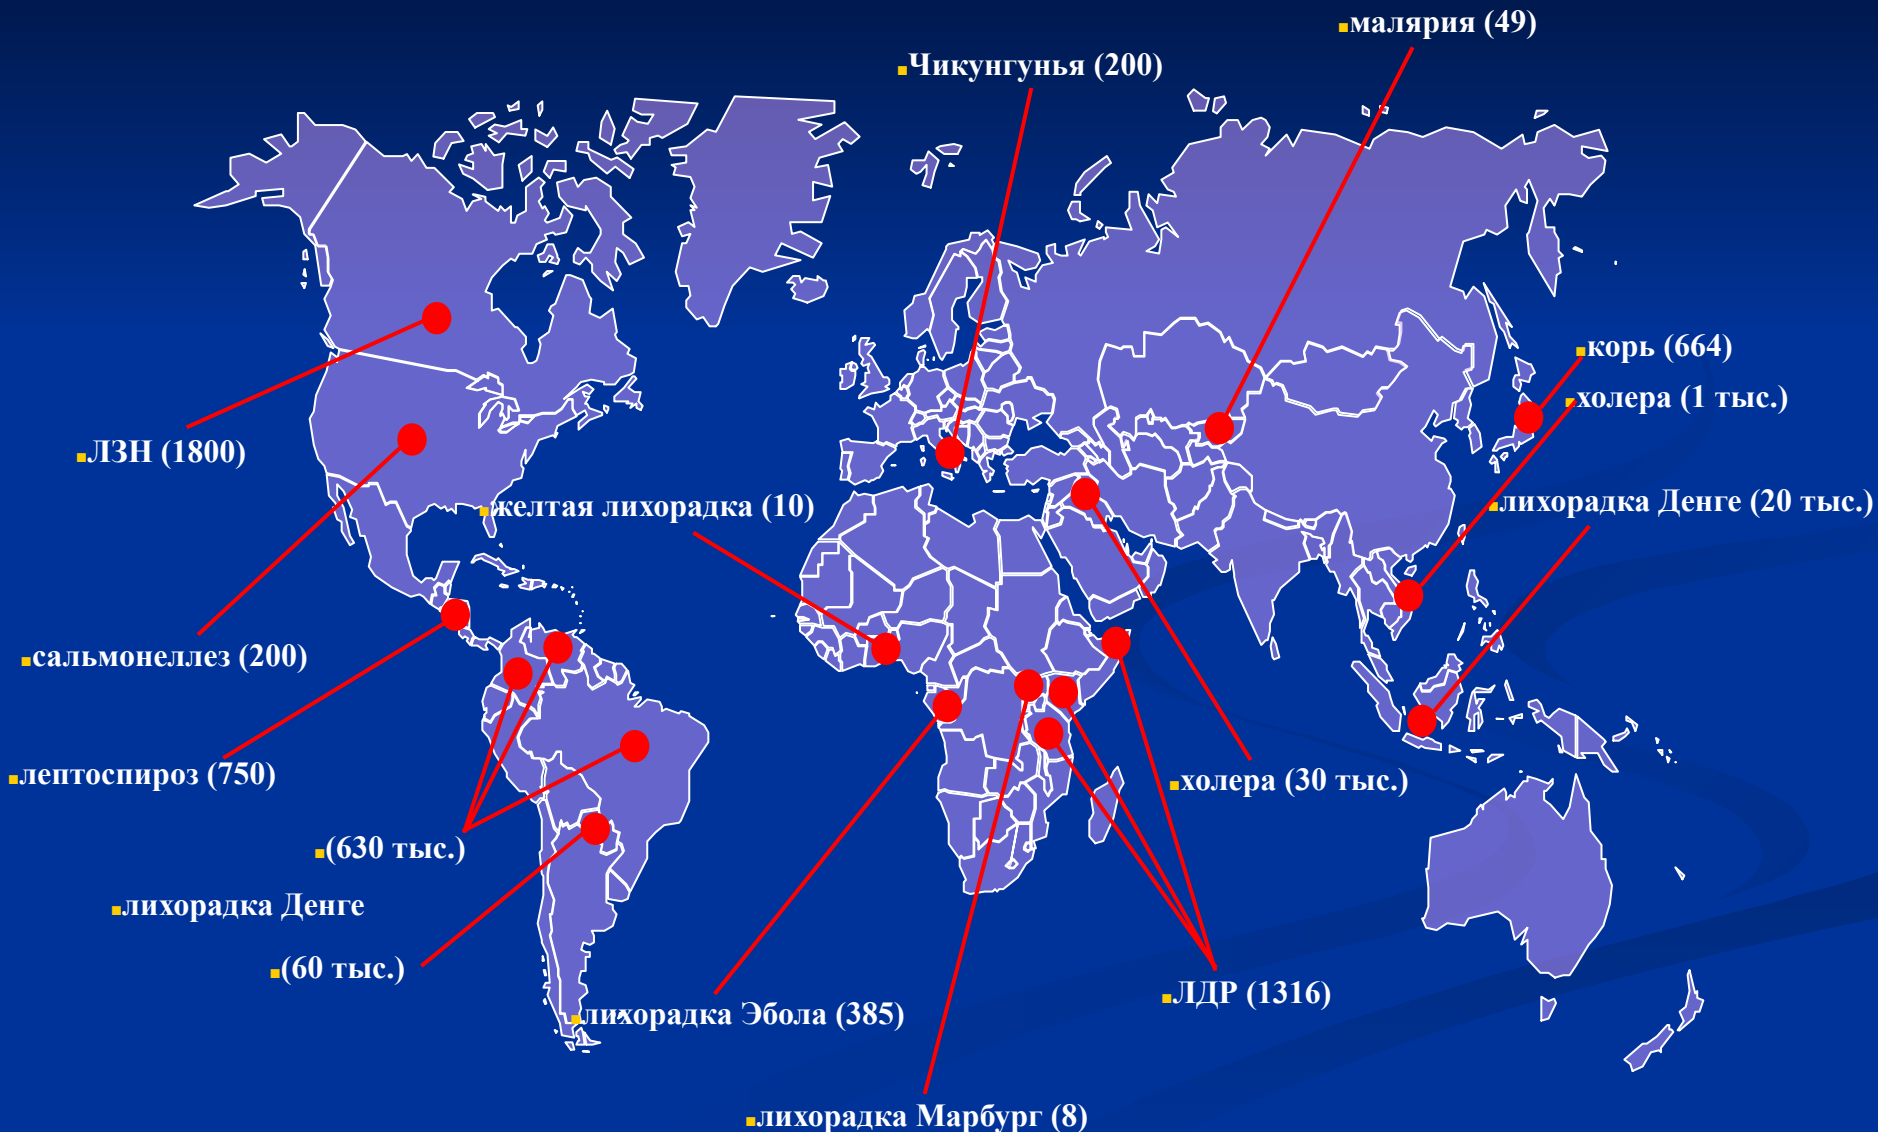 малярия (49)
Чикунгунья (200)
корь (664)
холера (1 тыс.)
ЛЗН (1800)
желтая лихорадка (10)
лихорадка Денге (20 тыс.)
сальмонеллез (200)
лептоспироз (750)
холера (30 тыс.)
(630 тыс.)
лихорадка Денге
(60 тыс.)
ЛДР (1316)
лихорадка Эбола (385)
лихорадка Марбург (8)